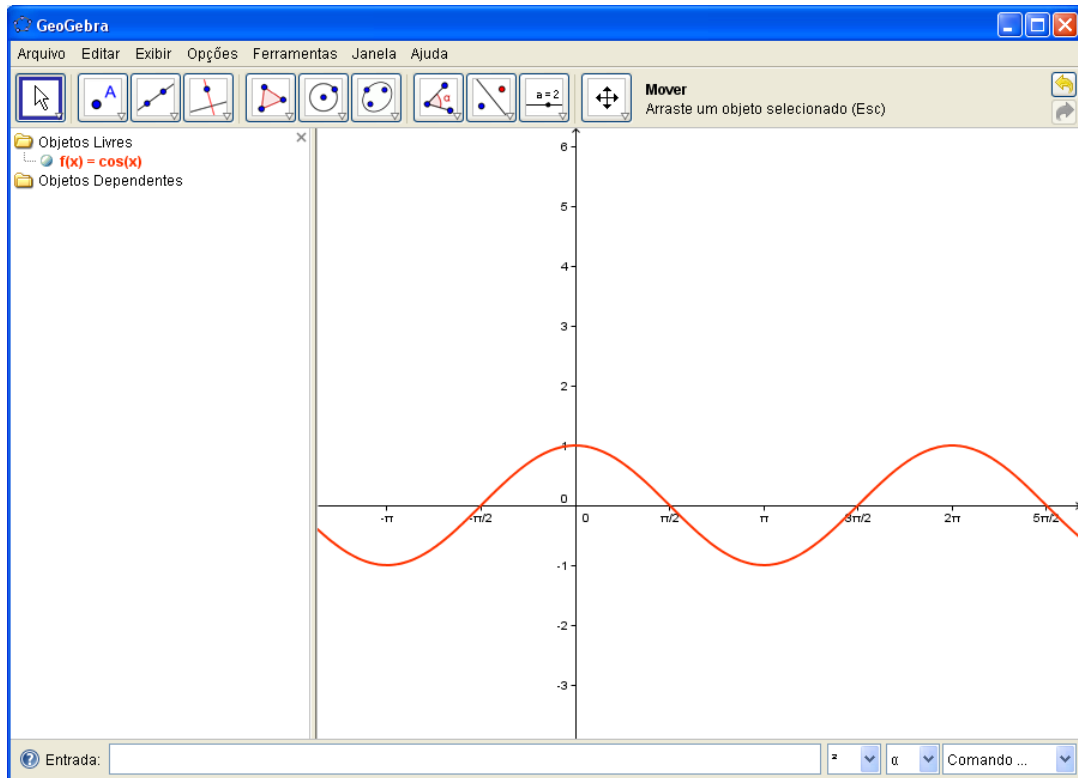 GeoGebra
Arquivo Editar Exibir Opções Ferramentas Janela Ajuda
A
α
a = 2
Mover
Arraste um objeto selecionado (Esc)
Objetos Livres
f(x) = cos(x)
Objetos Dependentes
6
5
4
3
2
1
0
-π -π/2 0 π/2 π 3π/2 2π 5π/2
-1
-2
-3
Entrada: ² α Comando ...